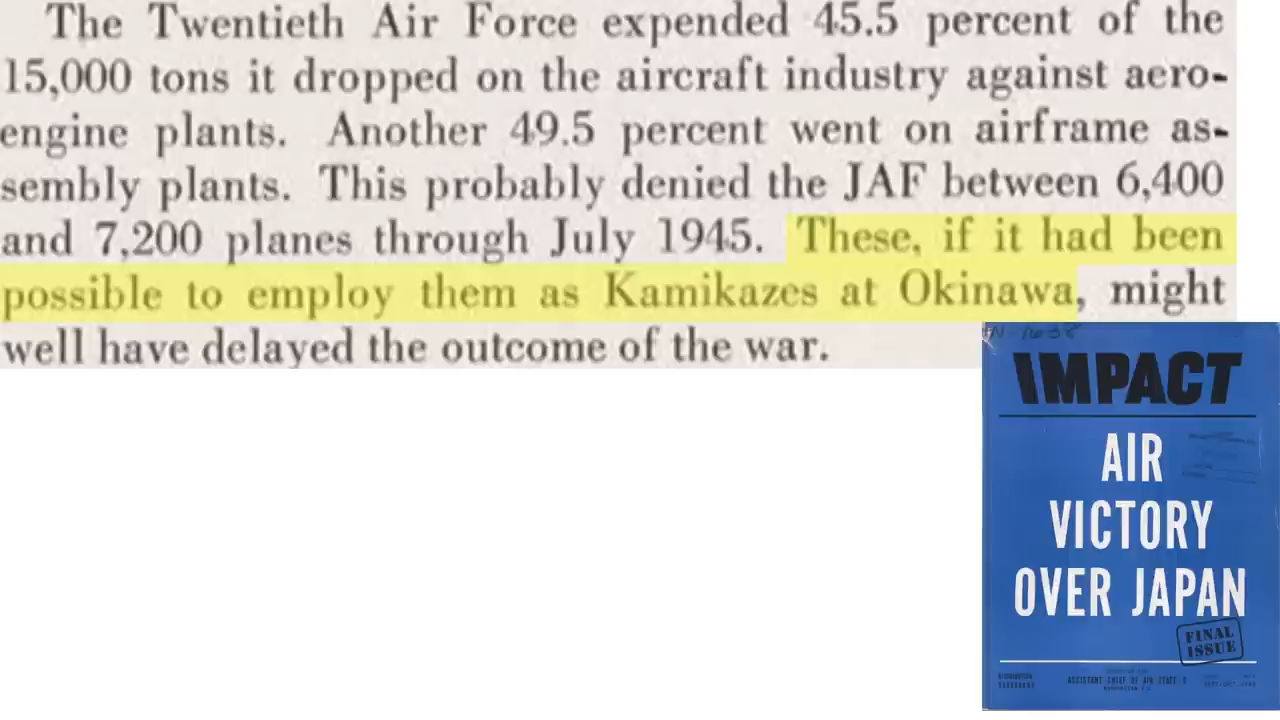 The Twentieth Air Force expended 45.5 percent of the
15,000 tons it dropped on the aircraft industry against aero-
engine plants. Another 49.5 percent went on airframe as-
sembly plants. This probably denied the JAF between 6,400
and 7,200 planes through July 1945. These, if it had been
possible to employ them as Kamikazes at Okinawa, might
well have delayed the outcome of the war.
IMPACT
AIR
VICTORY
OVER JAPAN
FINAL
ISSUE
ASSISTANT CHIEF OF AIR STAFF